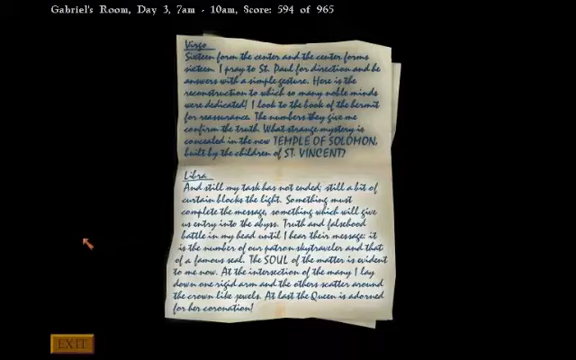 Gabriel's Room, Day 3, 7am - 10am, Score: 594 of 965
Virgo
Sixteen form the center and the center forms
sixteen. I pray to St. Paul for direction and he
answers with a simple gesture. Here is the
reconstruction to which so many noble minds
were dedicated! I look to the book of the hermit
for reassurance. The numbers they give me
confirm the truth. What strange mystery is
concealed in the new TEMPLE OF SOLOMON,
built by the children of ST. VINCENT?
Libra
And still my task has not ended; still a bit of
curtain blocks the light. Something must
complete the message, something which will give
us entry into the abyss. Truth and falsehood
battle in my head until I hear their message: it
is the number of our patron skytraveler and that
of a famous seal. The SOUL of the matter is evident
to me now. At the intersection of the many I lay
down one rigid arm and the others scatter around
the crown like jewels. At last the Queen is adorned
for her coronation!
EXIT